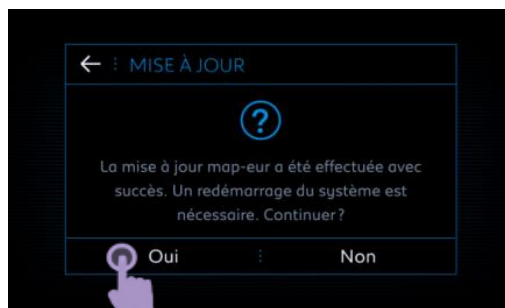 MISE À JOUR
La mise à jour map-eur a été effectuée avec
succès. Un redémarrage du système est
nécessaire. Continuer ?
Oui
Non